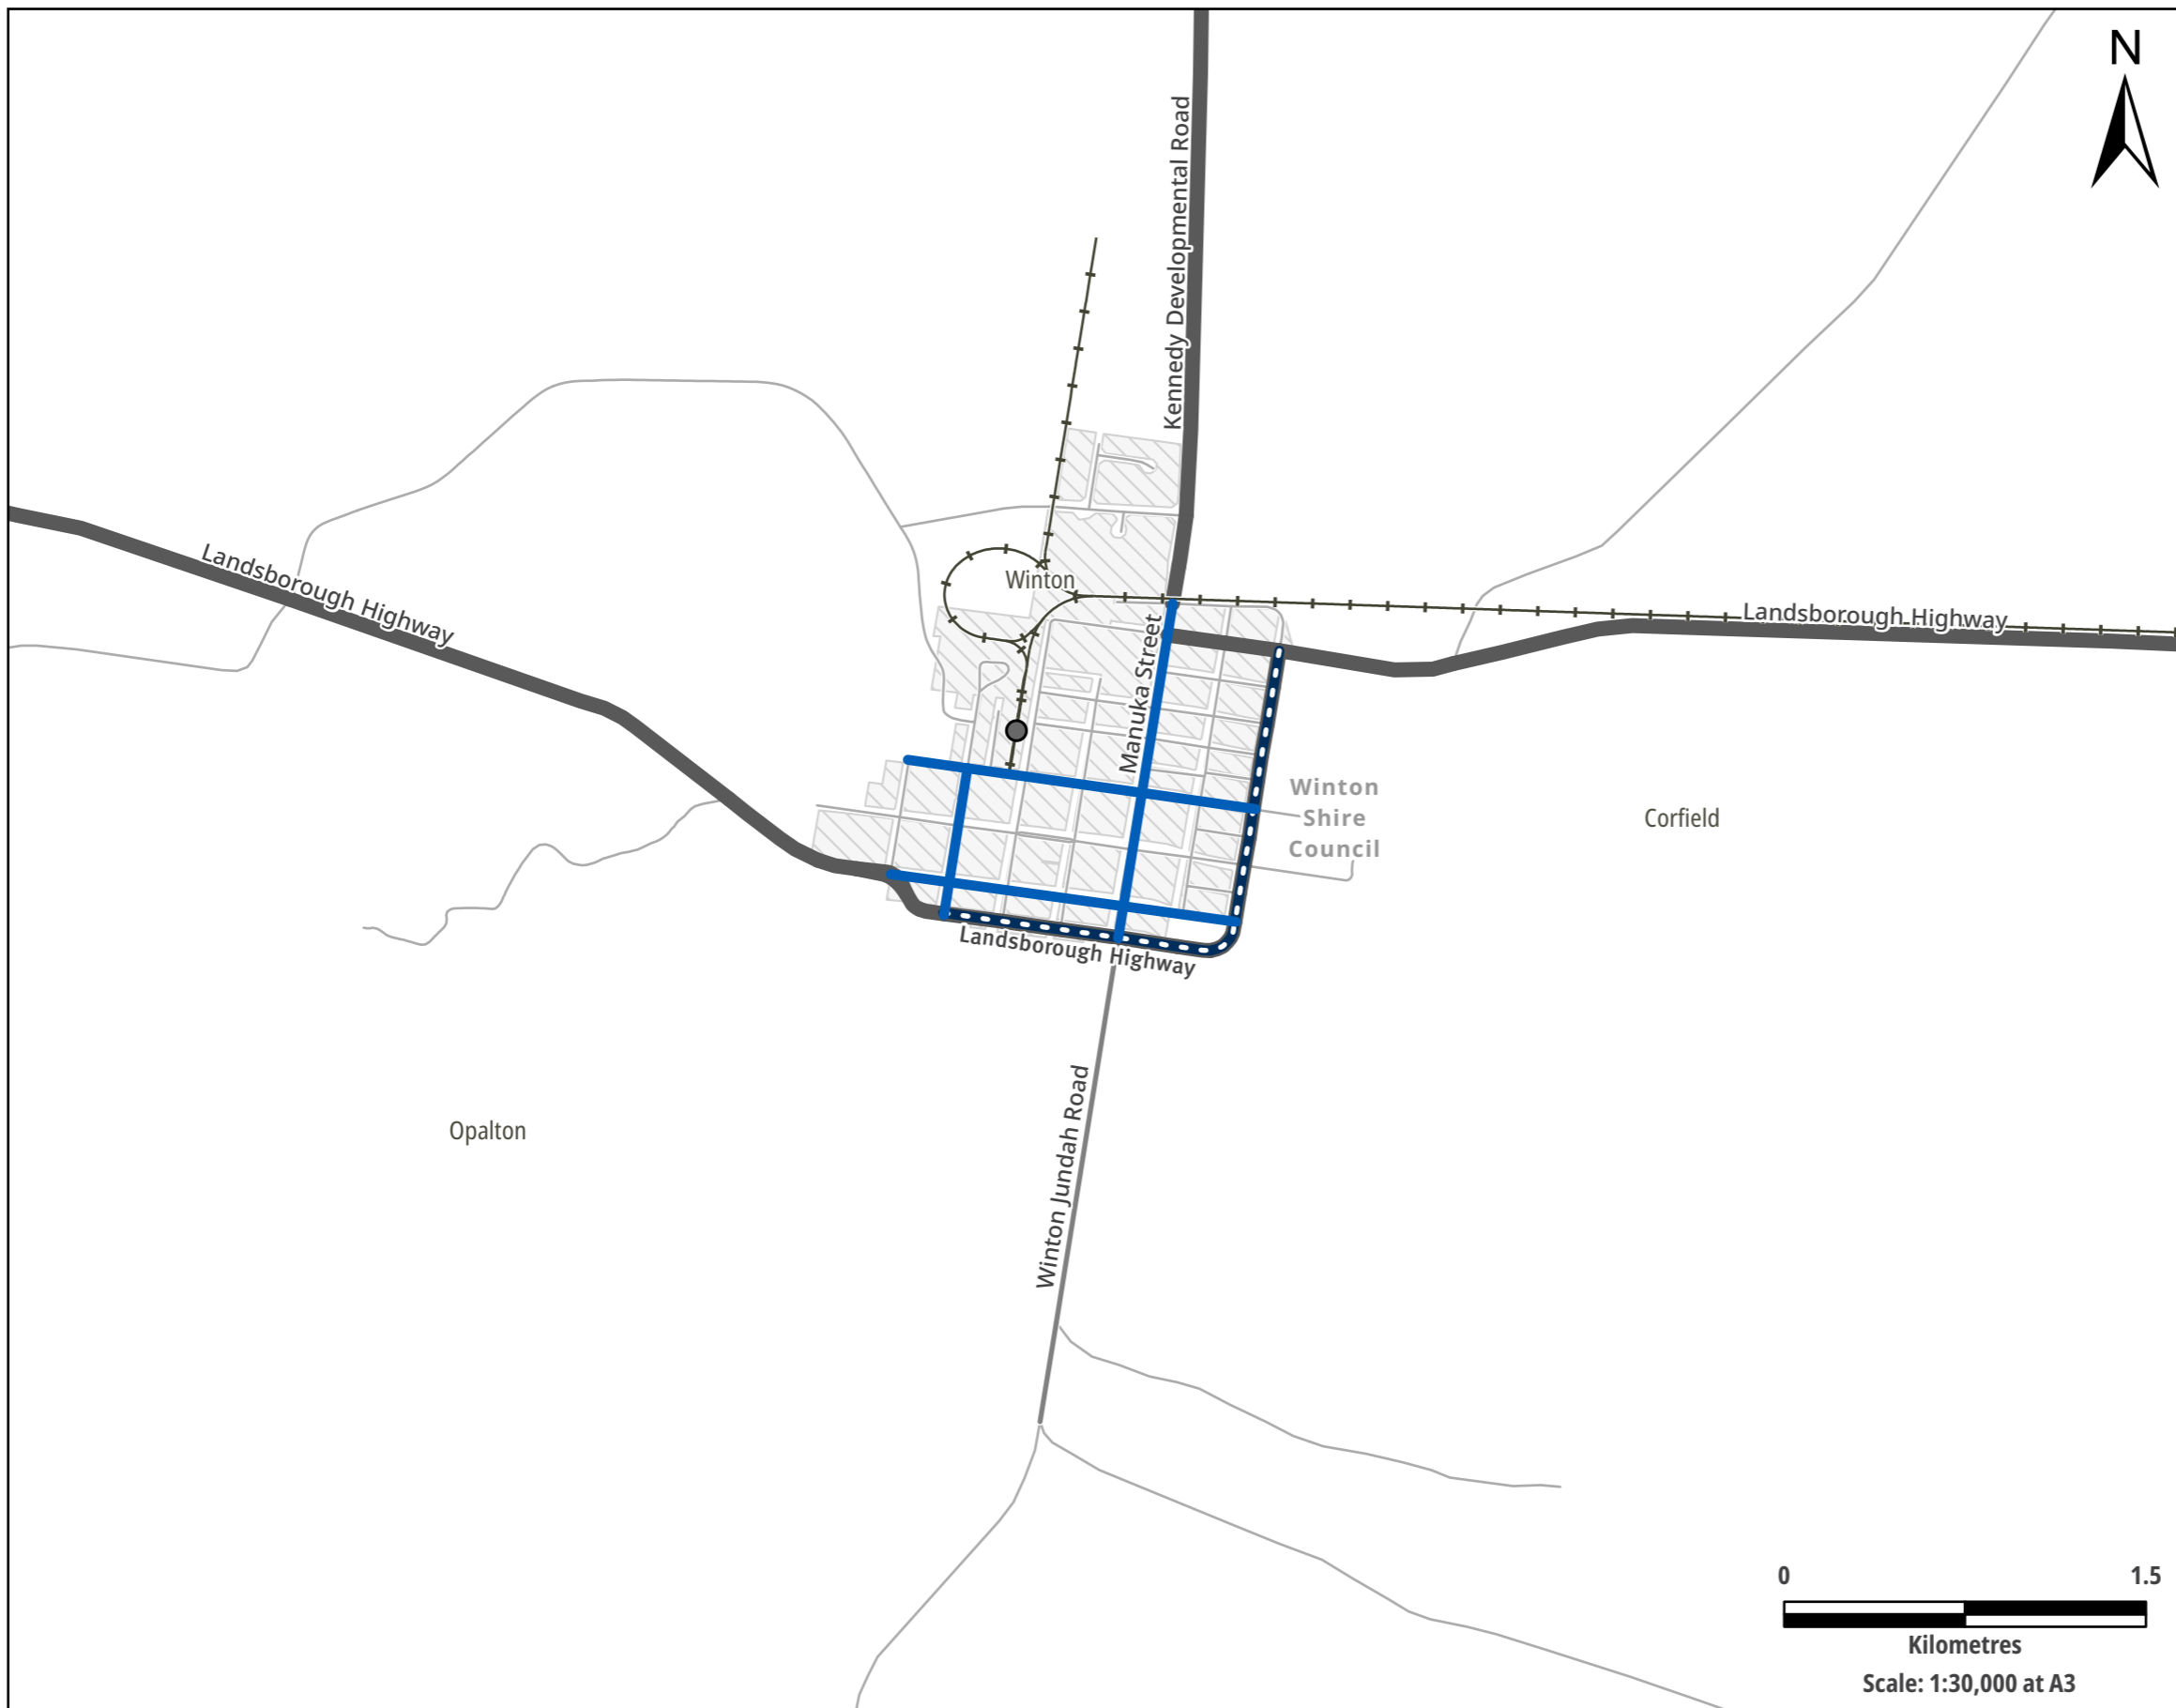 N
Kennedy Developmental Road
Landsborough Highway
Winton
Landsborough Highway
Manuka Street
Winton
Shire
Council
Corfield
Landsborough Highway
Winton Jundah Road
Opalton
0 1.5
Kilometres
Scale: 1:30,000 at A3